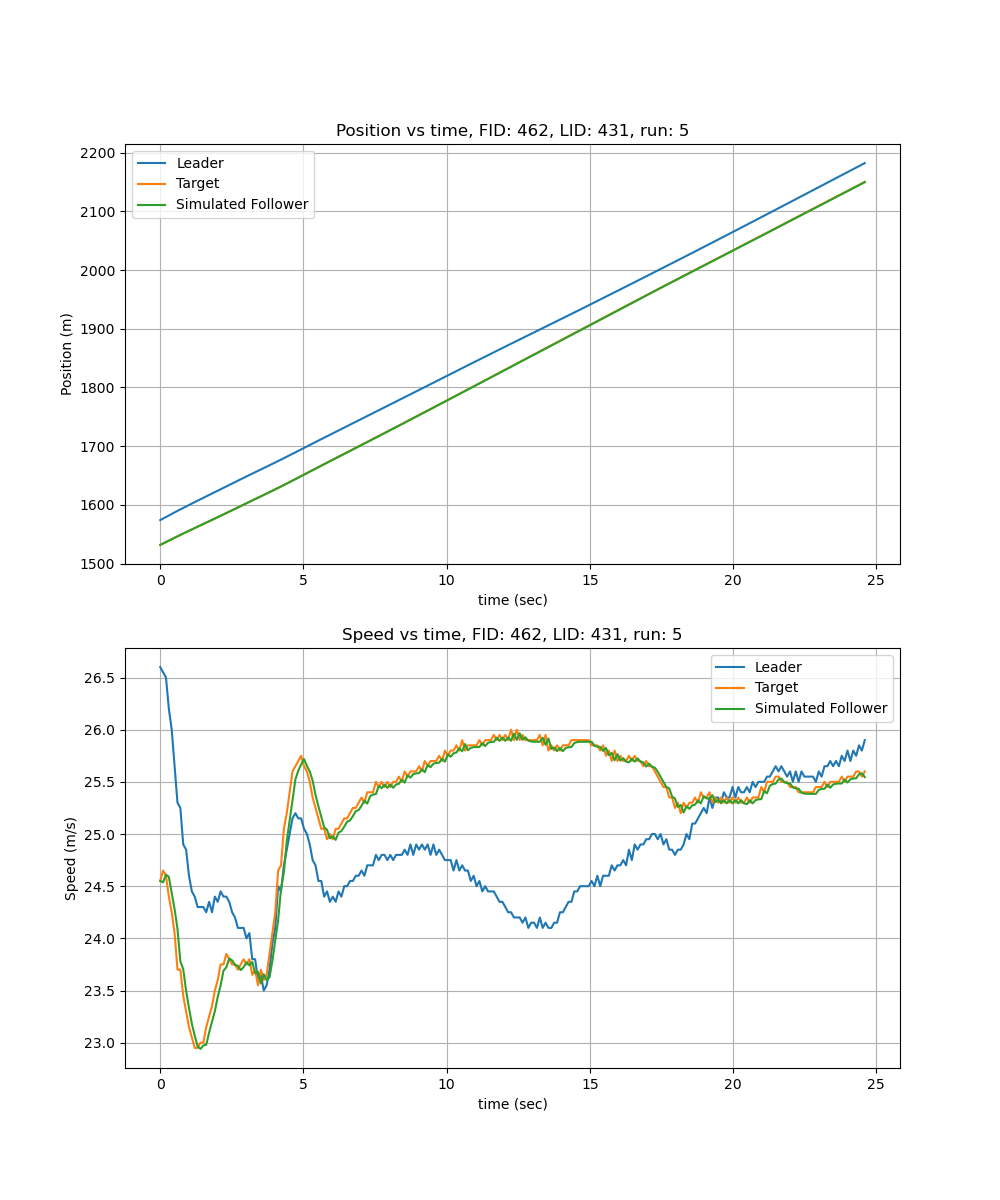 Position vs time, FID: 462, LID: 431, run: 5
Leader
Target
Simulated Follower
2200
2100
2000
1900
1800
1700
1600
1500
Position (m)
0 5 10 15 20 25
time (sec)
Speed vs time, FID: 462, LID: 431, run: 5
Leader
Target
Simulated Follower
26.5
26.0
25.5
25.0
24.5
24.0
23.5
23.0
Speed (m/s)
0 5 10 15 20 25
time (sec)